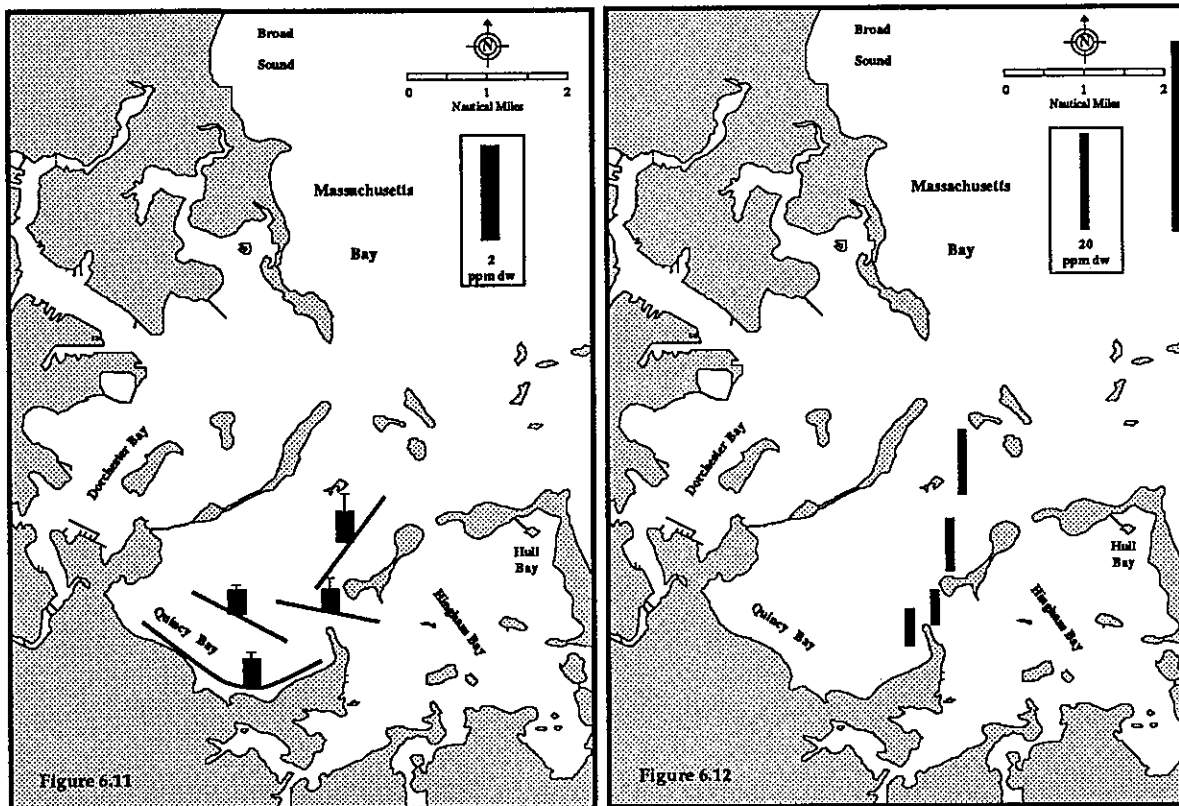 Broad
Sound
N
0 1 2
Nautical Miles
Massachusetts
Bay
2
ppm dw
Dorchester Bay
Quincy Bay
Hingham Bay
Hull
Bay
Figure 6.11
Broad
Sound
N
0 1 2
Nautical Miles
Massachusetts
Bay
20
ppm dw
Dorchester Bay
Quincy Bay
Hingham Bay
Hull
Bay
Figure 6.12